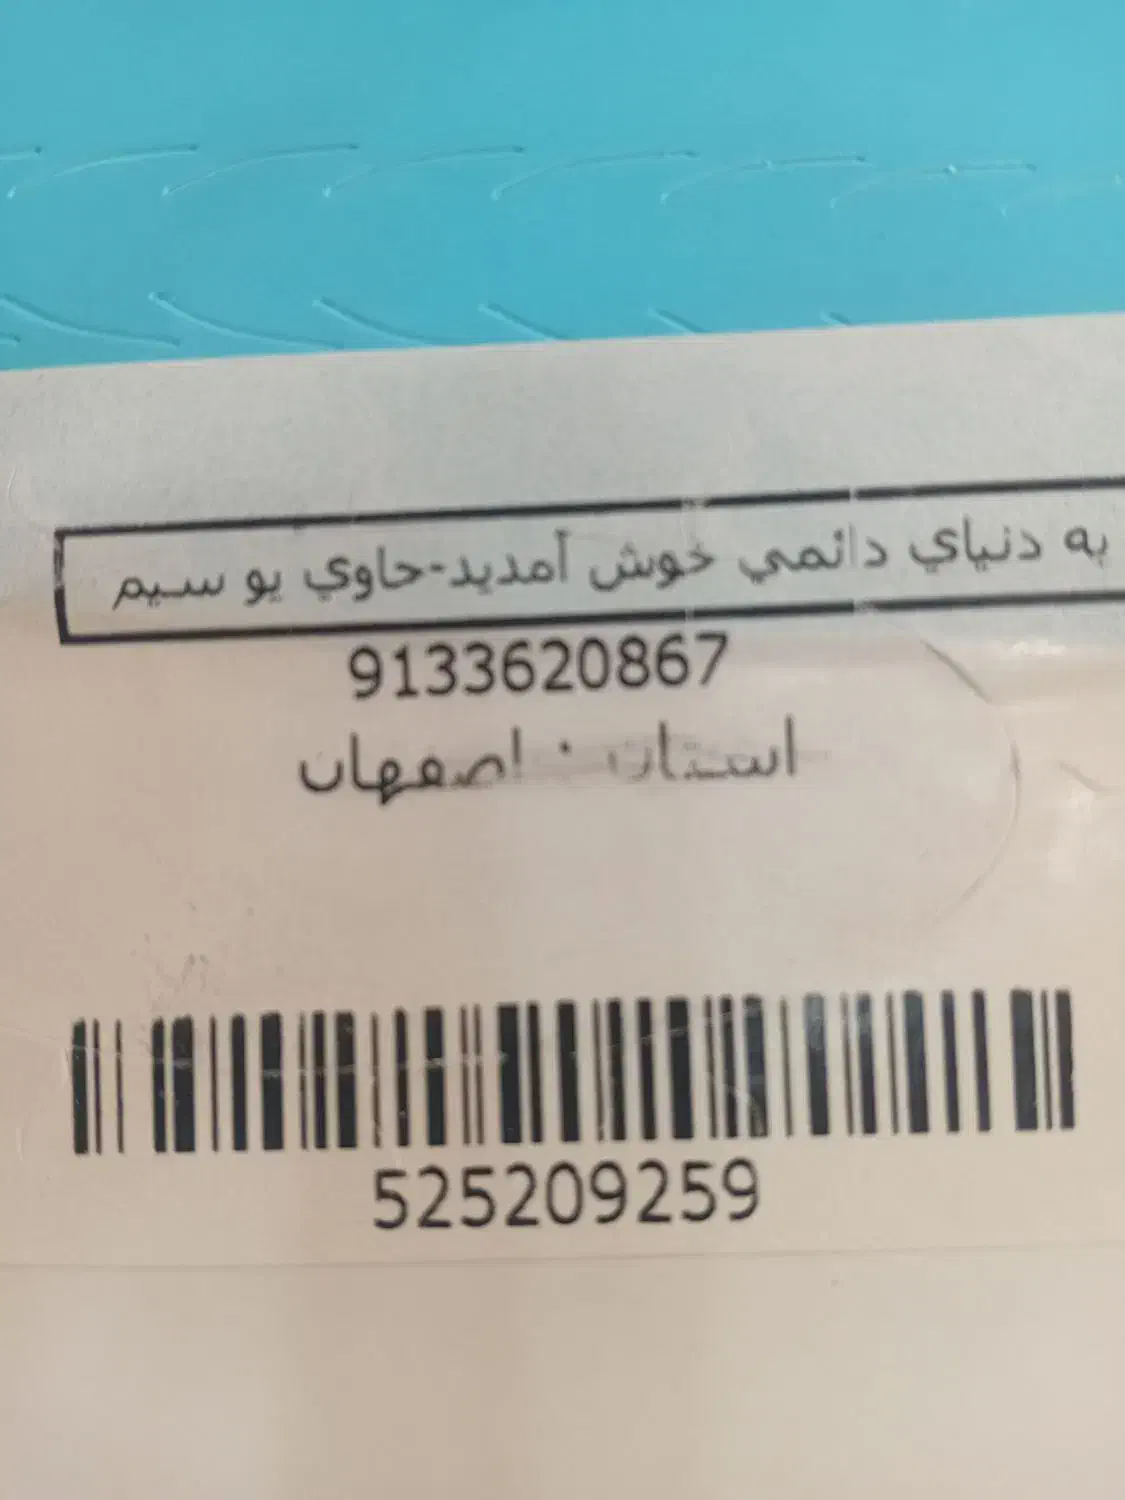 به دنياي دائمي خوش آمديد-حاوي يو سيم
9133620867
استان : اصفهان
525209259